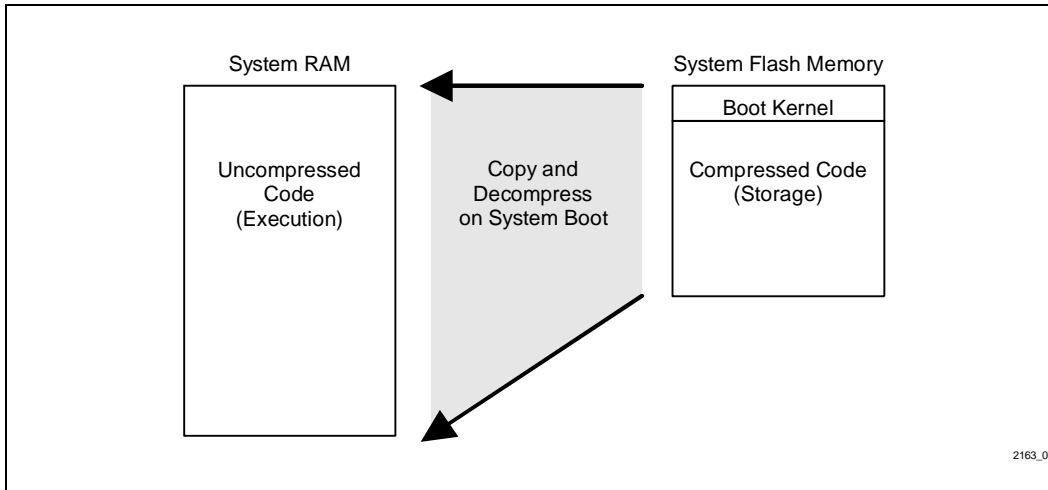 System RAM
System Flash Memory
Boot Kernel
Uncompressed
Code
(Execution)
Copy and
Decompress
on System Boot
Compressed Code
(Storage)
2163_0